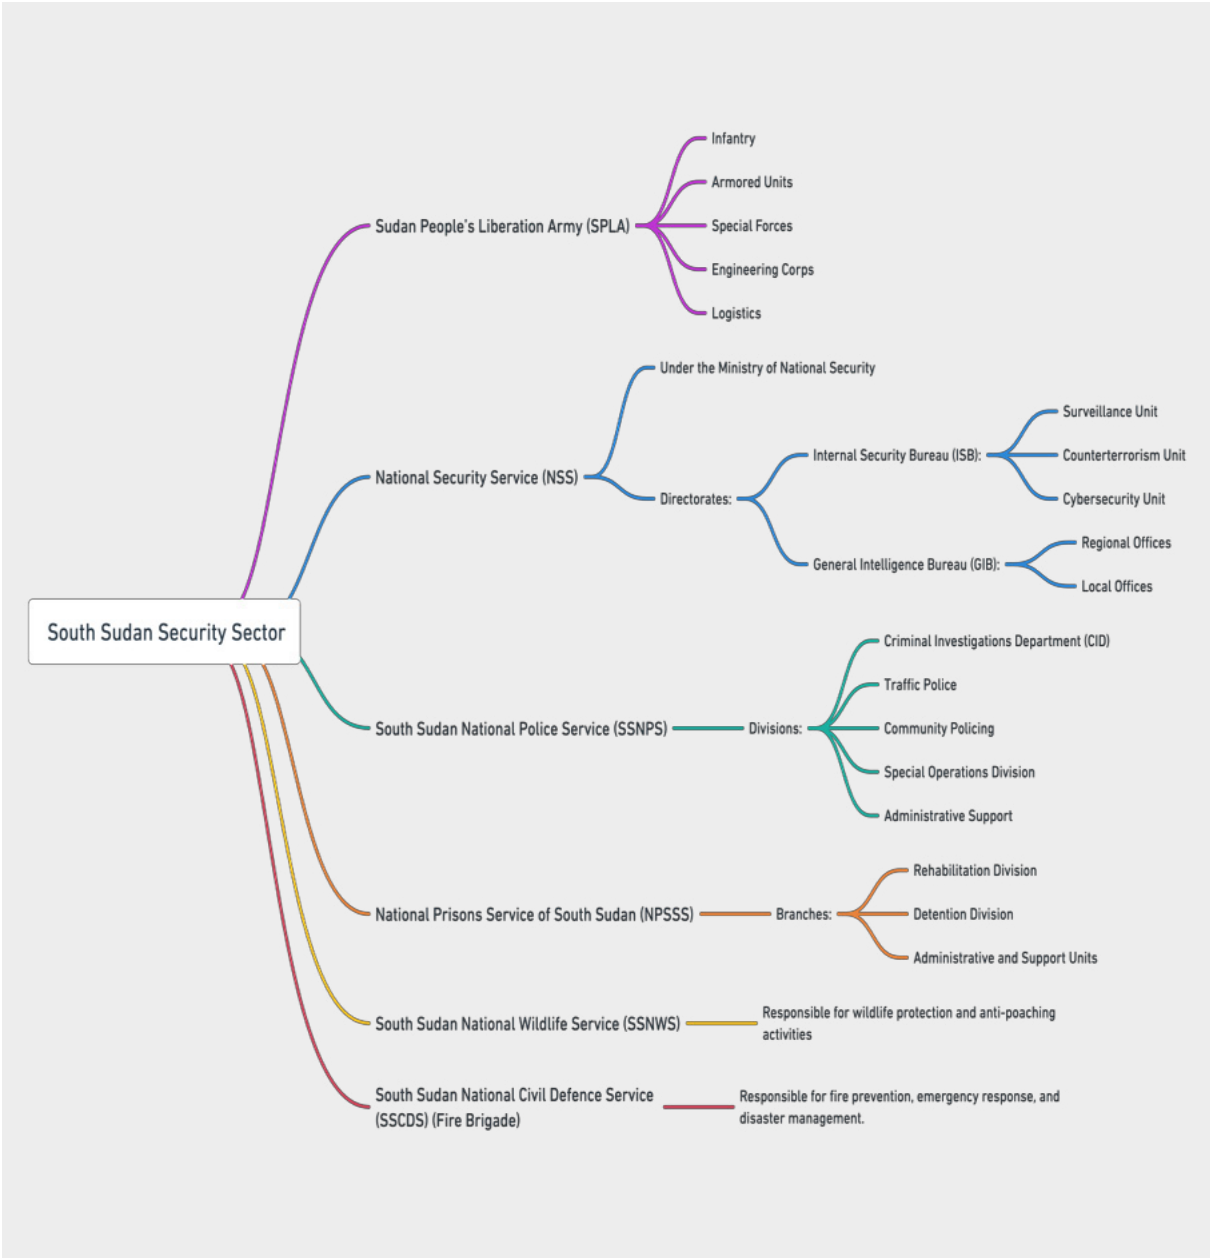 South Sudan Security Sector
Sudan People's Liberation Army (SPLA)
Infantry
Armored Units
Special Forces
Engineering Corps
Logistics
National Security Service (NSS)
Under the Ministry of National Security
Directorates:
Internal Security Bureau (ISB):
Surveillance Unit
Counterterrorism Unit
Cybersecurity Unit
General Intelligence Bureau (GIB):
Regional Offices
Local Offices
South Sudan National Police Service (SSNPS)
Divisions:
Criminal Investigations Department (CID)
Traffic Police
Community Policing
Special Operations Division
Administrative Support
National Prisons Service of South Sudan (NPSSS)
Branches:
Rehabilitation Division
Detention Division
Administrative and Support Units
South Sudan National Wildlife Service (SSNWS)
Responsible for wildlife protection and anti-poaching
activities
South Sudan National Civil Defence Service
(SSCDS) (Fire Brigade)
Responsible for fire prevention, emergency response, and
disaster management.